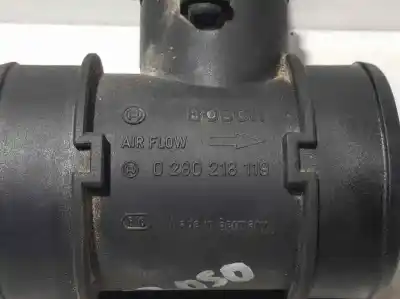 BOSCH
AIR FLOW
0 280 218 119
Made in Germany